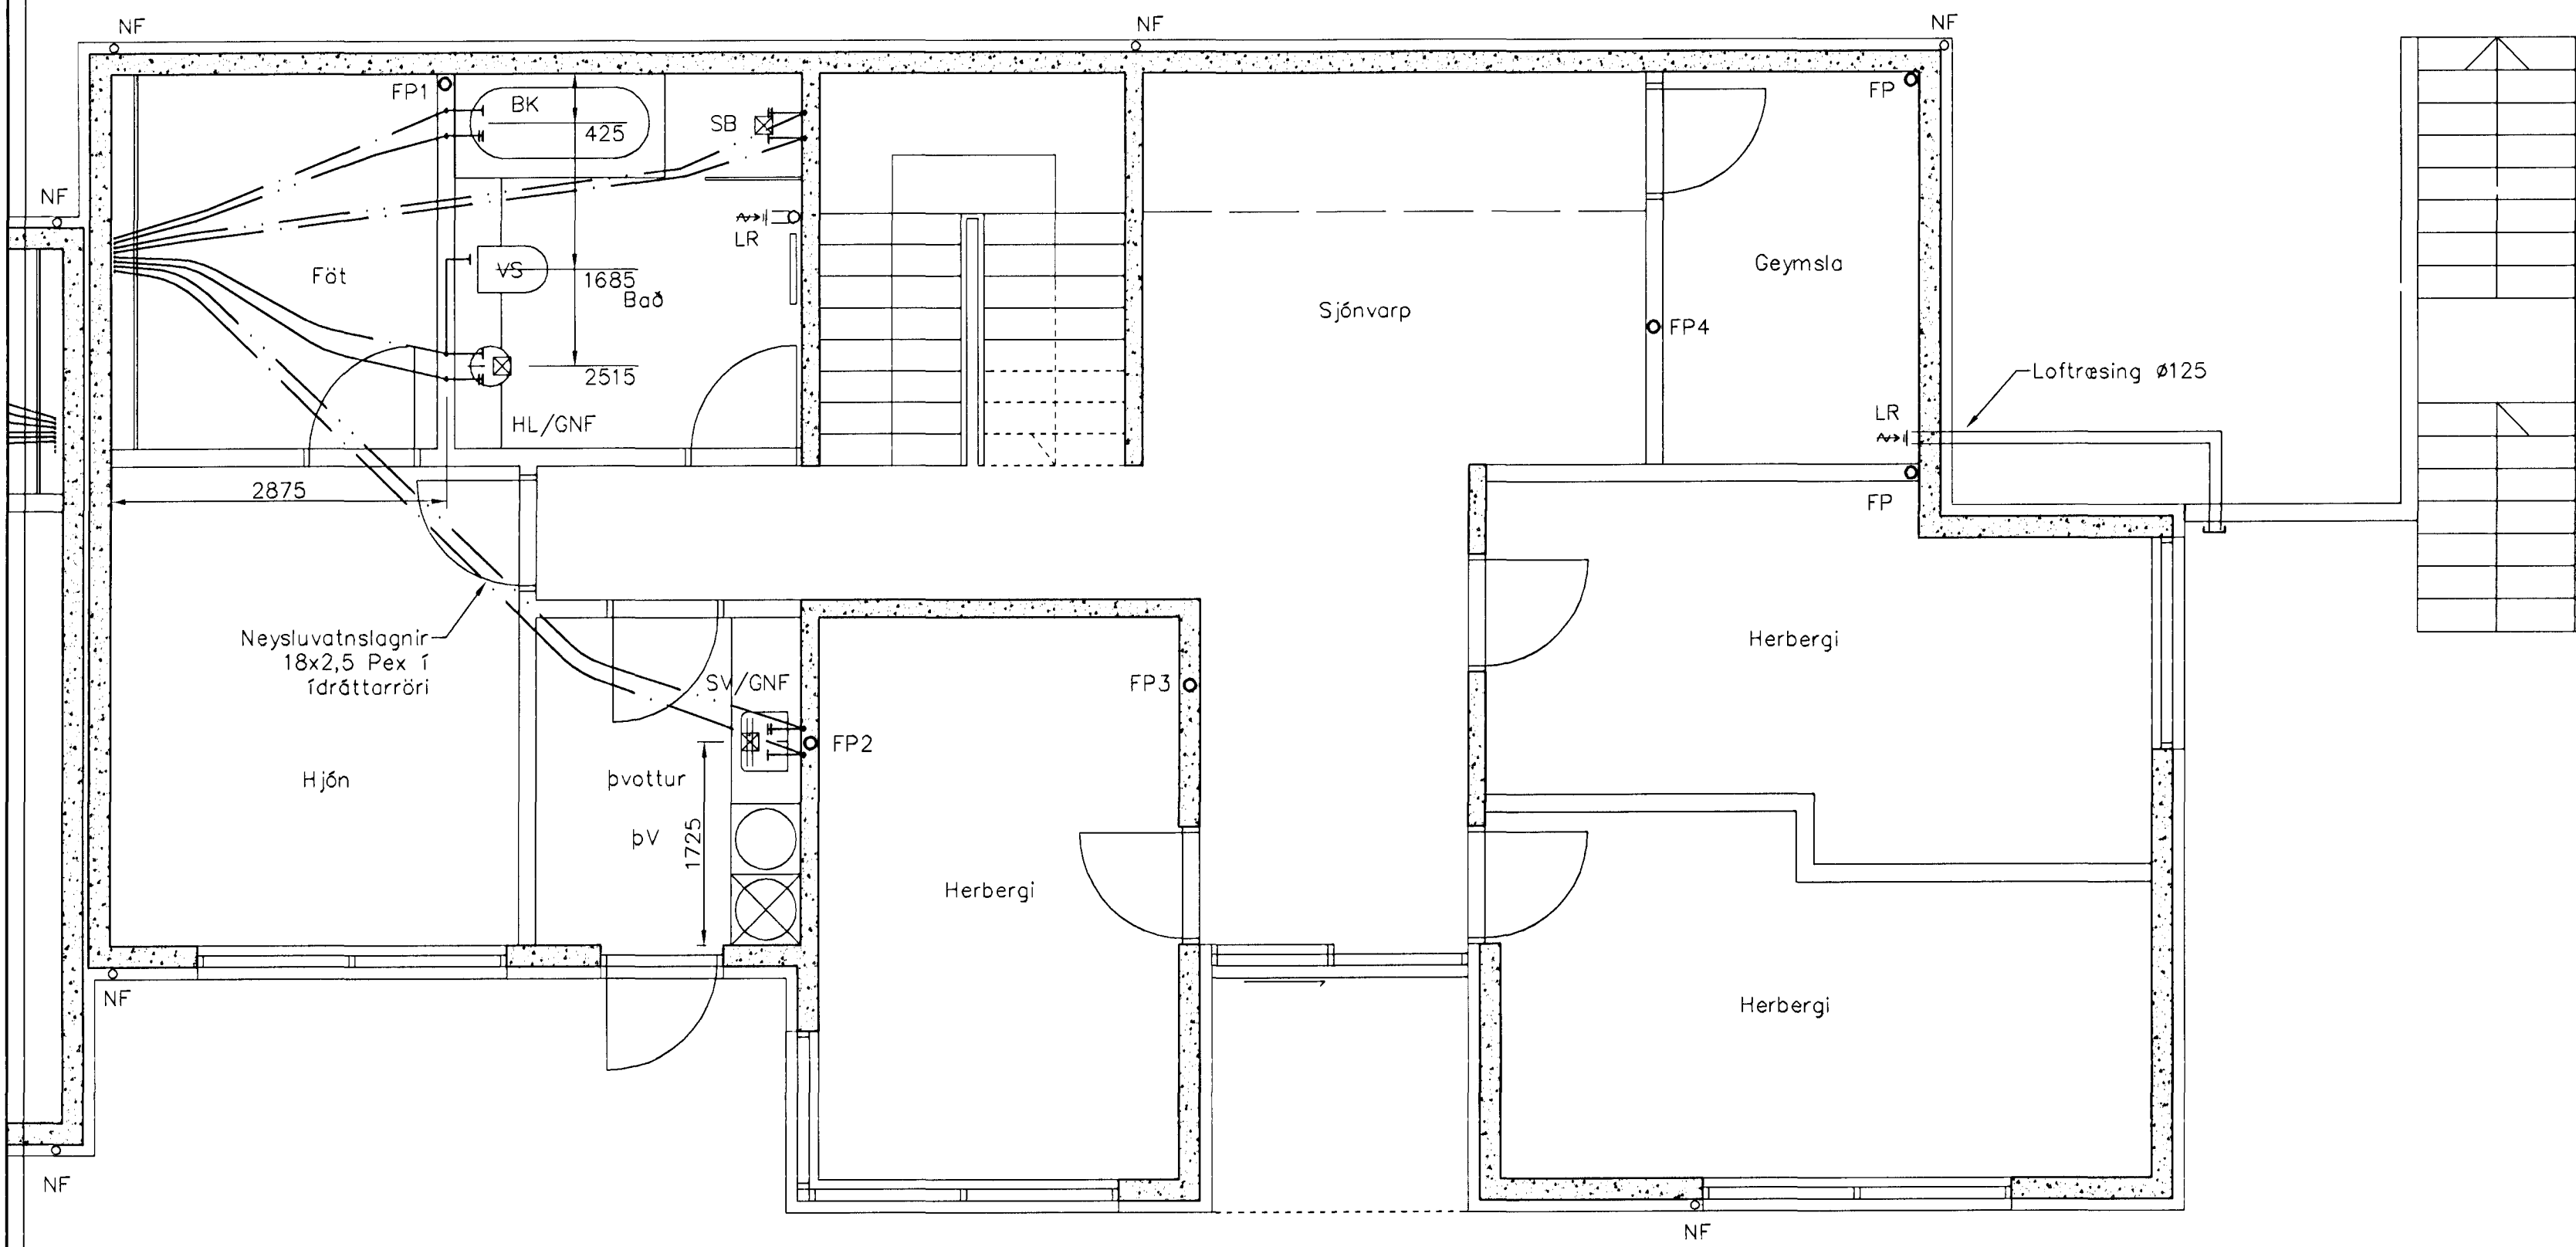 NF
NF
NF
FP1
BK
425
SB
FP
NF
LR
Föt
VS
1685
Bað
Geymsla
Sjónvarp
FP4
2515
Loftræsing ø125
HL/GNF
LR
2875
FP
Neysluvatnslagnir
18x2,5 Pex í
ídráttarröri
Herbergi
SV/GNF
FP3
FP2
Hjón
þvottur
þV
1725
Herbergi
NF
Herbergi
NF
NF